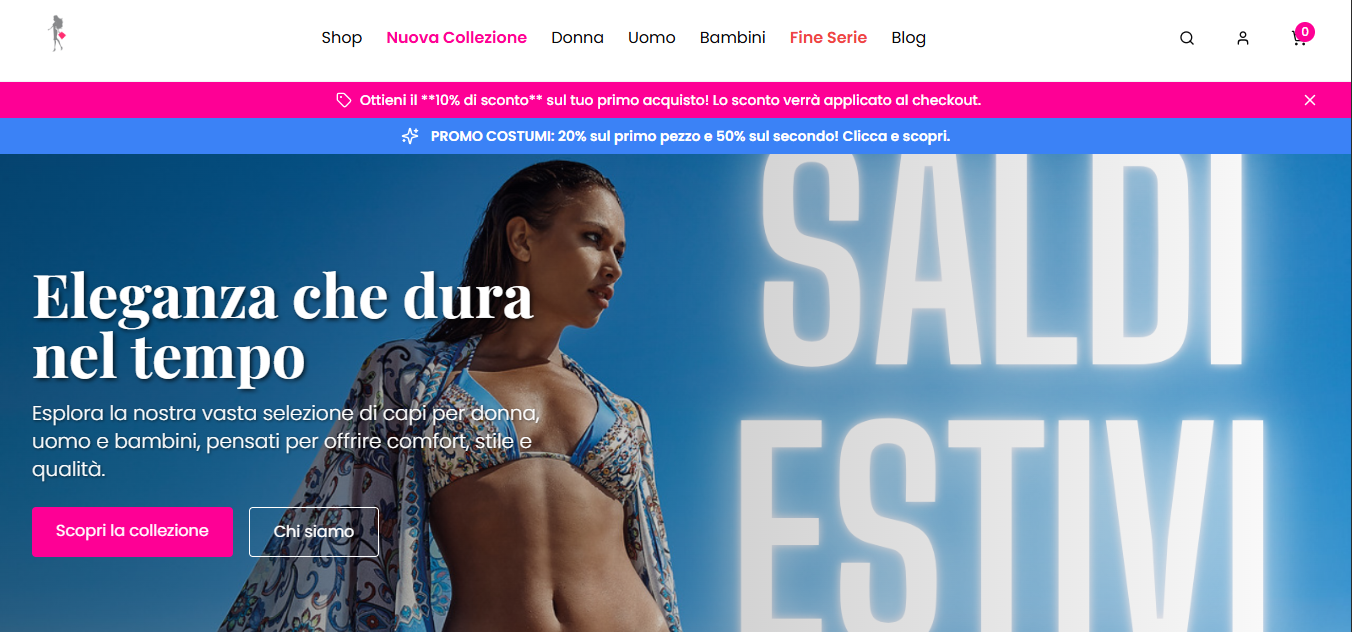 Shop Nuova Collezione Donna Uomo Bambini Fine Serie Blog 0
Ottieni il **10% di sconto** sul tuo primo acquisto! Lo sconto verrà applicato al checkout.
PROMO COSTUMI: 20% sul primo pezzo e 50% sul secondo! Clicca e scopri.
Eleganza che dura
nel tempo
Esplora la nostra vasta selezione di capi per donna,
uomo e bambini, pensati per offrire comfort, stile e
qualità.
Scopri la collezione Chi siamo
SALDI
ESTIVI